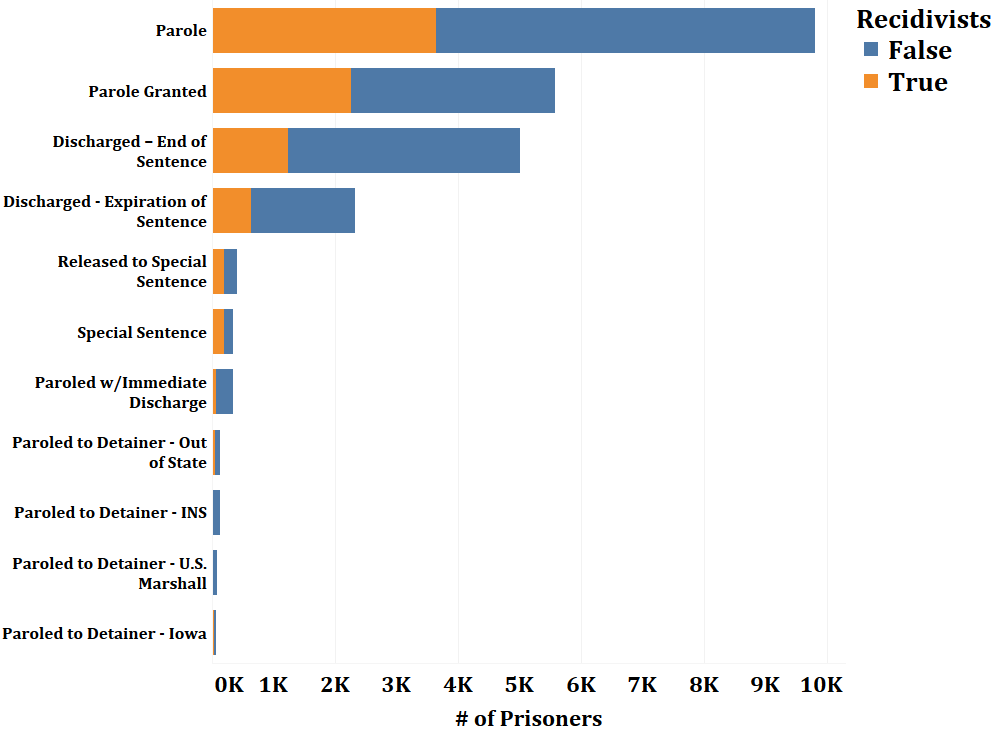 Parole
Parole Granted
Discharged – End of
Sentence
Discharged - Expiration of
Sentence
Released to Special
Sentence
Special Sentence
Paroled w/Immediate
Discharge
Paroled to Detainer - Out
of State
Paroled to Detainer - INS
Paroled to Detainer - U.S.
Marshall
Paroled to Detainer - Iowa
0K 1K 2K 3K 4K 5K 6K 7K 8K 9K 10K
# of Prisoners
Recidivists
False
True